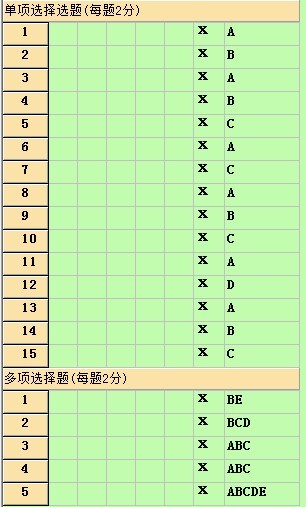 单项选择选题(每题2分)
1 X A
2 X B
3 X A
4 X B
5 X C
6 X A
7 X C
8 X A
9 X B
10 X C
11 X A
12 X D
13 X A
14 X B
15 X C
多项选择题(每题2分)
1 X BE
2 X BCD
3 X ABC
4 X ABC
5 X ABCDE